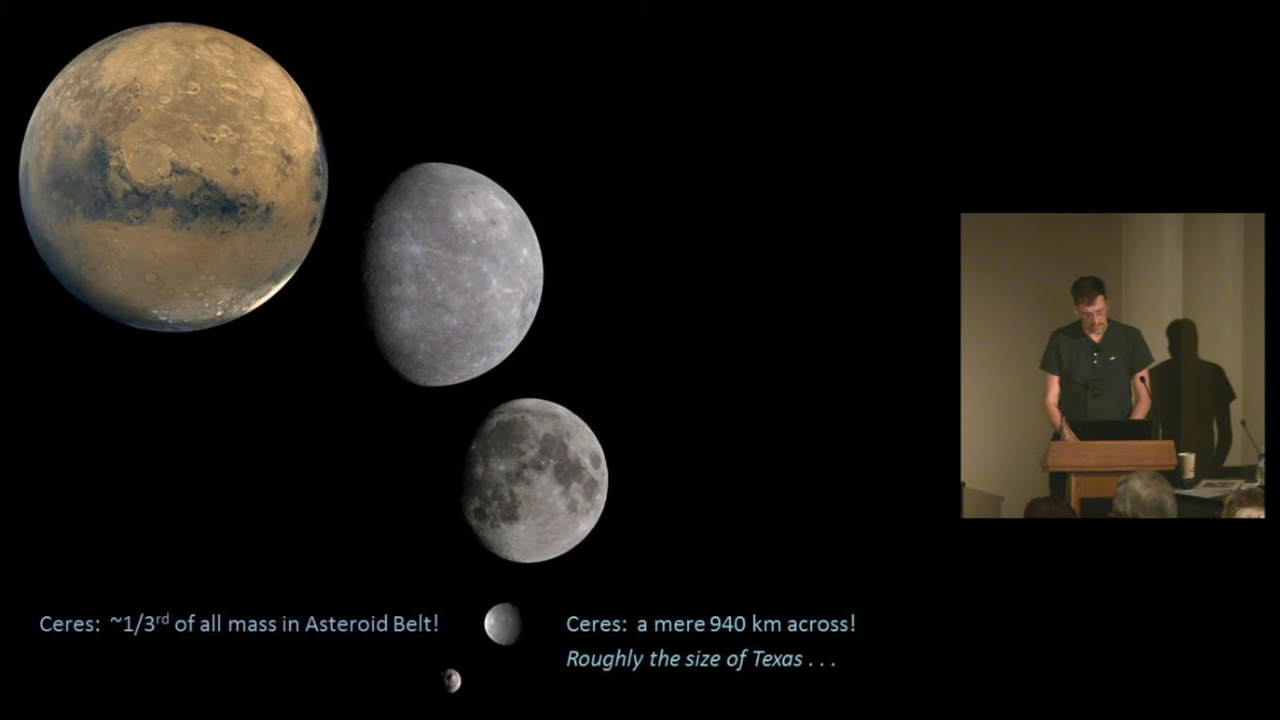 Ceres: ~1/3rd of all mass in Asteroid Belt!
Ceres: a mere 940 km across!
Roughly the size of Texas . . .